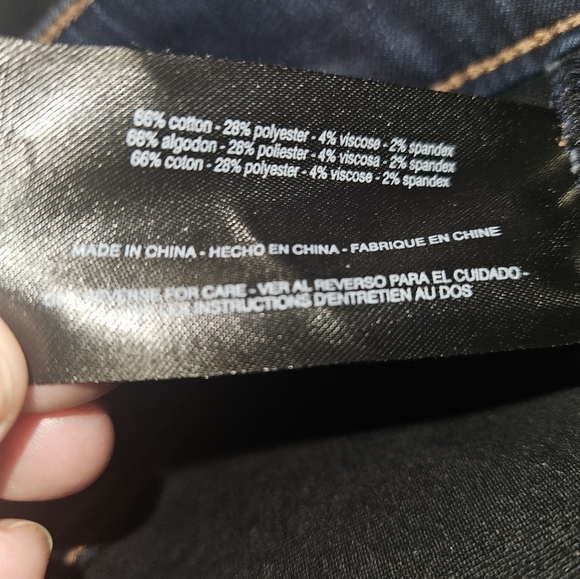 66% cotton - 28% polyester - 4% viscose - 2% spandex
66% algodon - 28% poliester - 4% viscosa - 2% spandex
66% coton - 28% polyester - 4% viscose - 2% spandex
MADE IN CHINA - HECHO EN CHINA - FABRIQUE EN CHINE
REVERSE FOR CARE - VER AL REVERSO PARA EL CUIDADO -
INSTRUCTIONS D'ENTRETIEN AU DOS